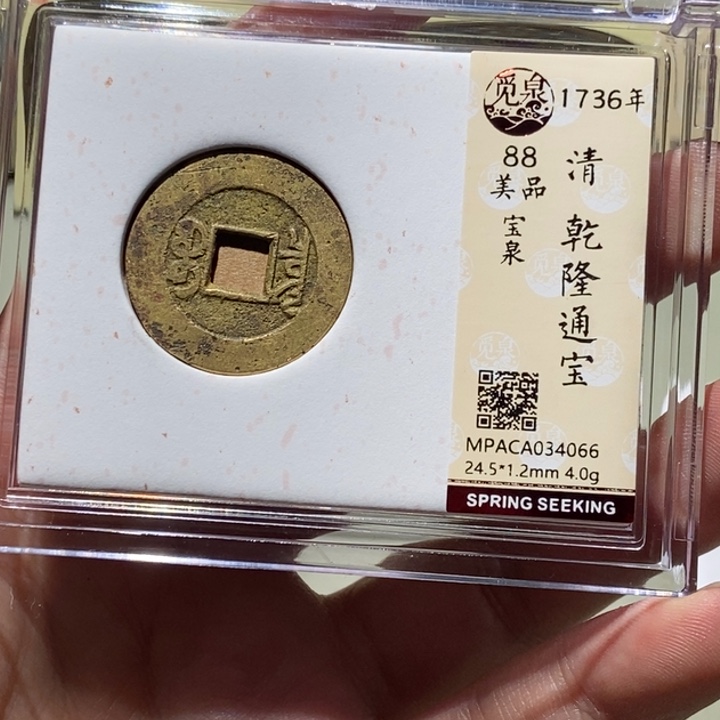 觅泉
1736年
88
美品
宝泉
清 乾隆通宝
MPACA034066
24.5*1.2mm 4.0g
SPRING SEEKING